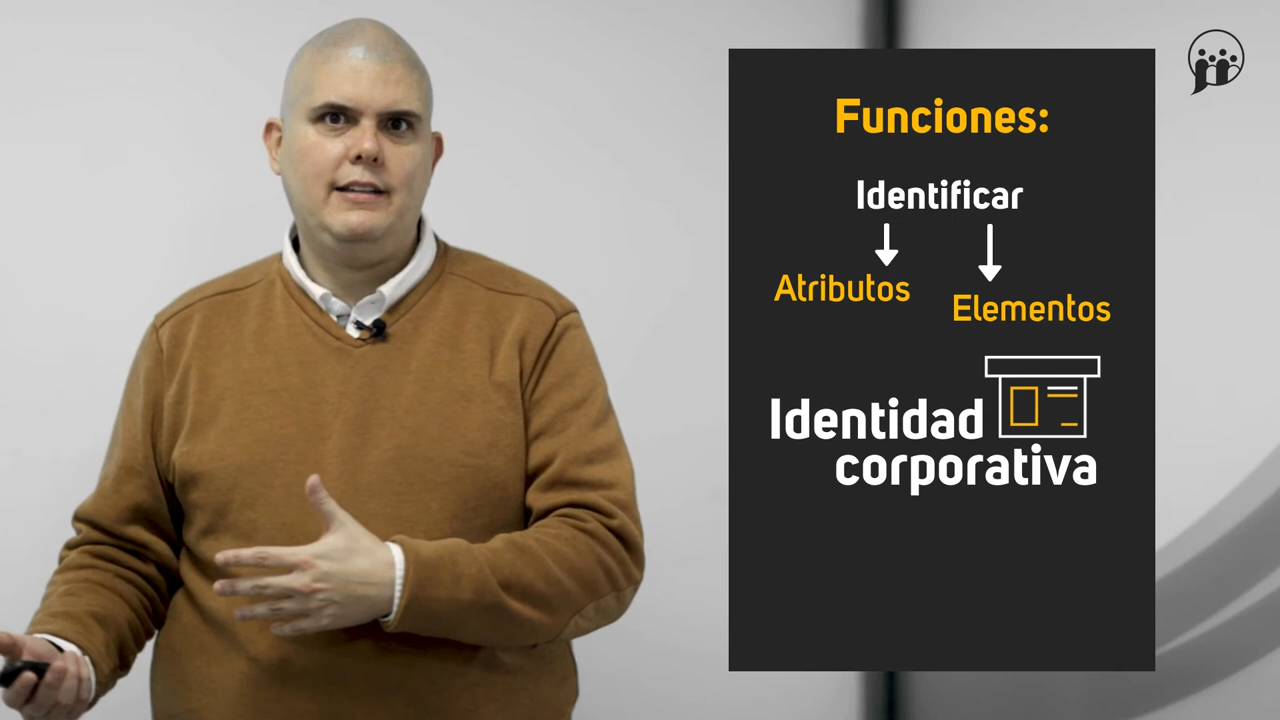 Funciones:
Identificar
Atributos
Elementos
Identidad
corporativa